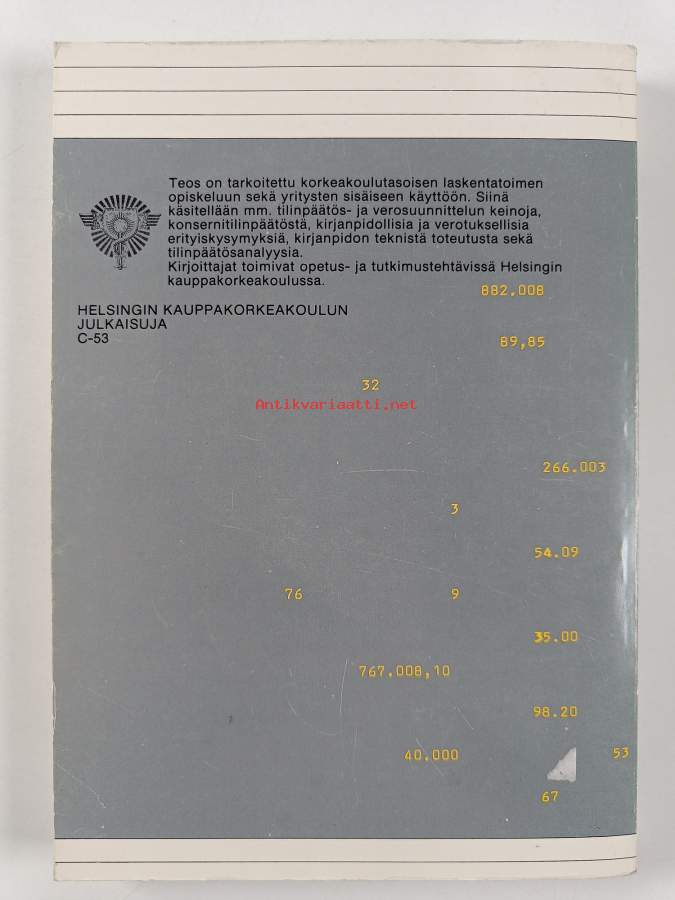 Teos on tarkoitettu korkeakoulutasoisen laskentatoimen
opiskeluun sekä yritysten sisäiseen käyttöön. Siinä
käsitellään mm. tilinpäätös- ja verosuunnittelun keinoja,
konsernitilinpäätöstä, kirjanpidollisia ja verotuksellisia
erityiskysymyksiä, kirjanpidon teknistä toteutusta sekä
tilinpäätösanalyysia.
Kirjoittajat toimivat opetus- ja tutkimustehtävissä Helsingin
kauppakorkeakoulussa.
882.008
HELSINGIN KAUPPAKORKEAKOULUN
JULKAISUJA
C-53
89,85
32
Antikvariaatti.net
266.003
3
54.09
76 9
35.00
767.008,10
98.20
40.000 53
67